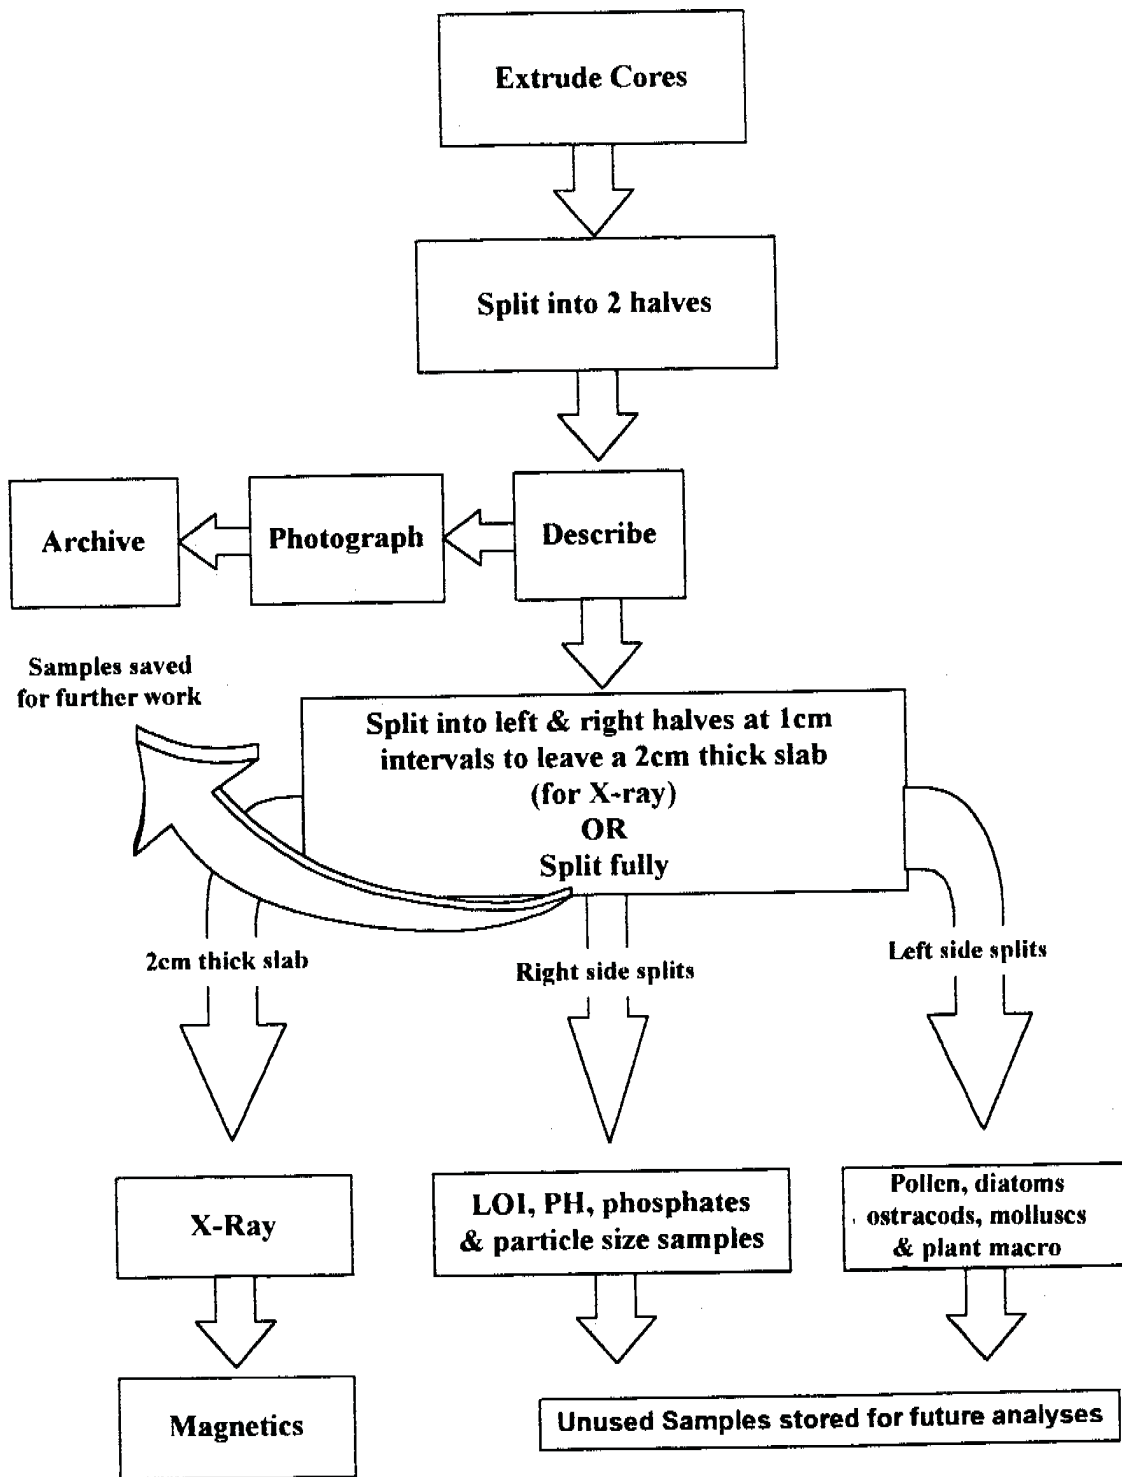 Extrude Cores
Split into 2 halves
Archive
Photograph
Describe
Samples saved
for further work
Split into left & right halves at 1cm
intervals to leave a 2cm thick slab
(for X-ray)
OR
Split fully
2cm thick slab
Right side splits
Left side splits
X-Ray
LOI, PH, phosphates
& particle size samples
Pollen, diatoms
ostracods, molluscs
& plant macro
Magnetics
Unused Samples stored for future analyses